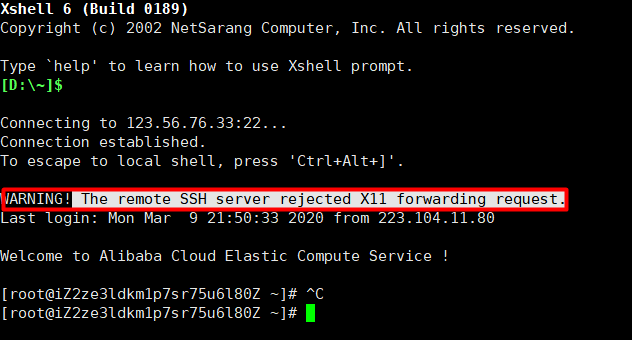 Xshell 6 (Build 0189)
Copyright (c) 2002 NetSarang Computer, Inc. All rights reserved.
Type `help' to learn how to use Xshell prompt.
[D:\~]$
Connecting to 123.56.76.33:22...
Connection established.
To escape to local shell, press 'Ctrl+Alt+]'.
WARNING! The remote SSH server rejected X11 forwarding request.
Last login: Mon Mar  9 21:50:33 2020 from 223.104.11.80
Welcome to Alibaba Cloud Elastic Compute Service !
[root@iZ2ze3ldkm1p7sr75u6l80Z ~]# ^C
[root@iZ2ze3ldkm1p7sr75u6l80Z ~]#